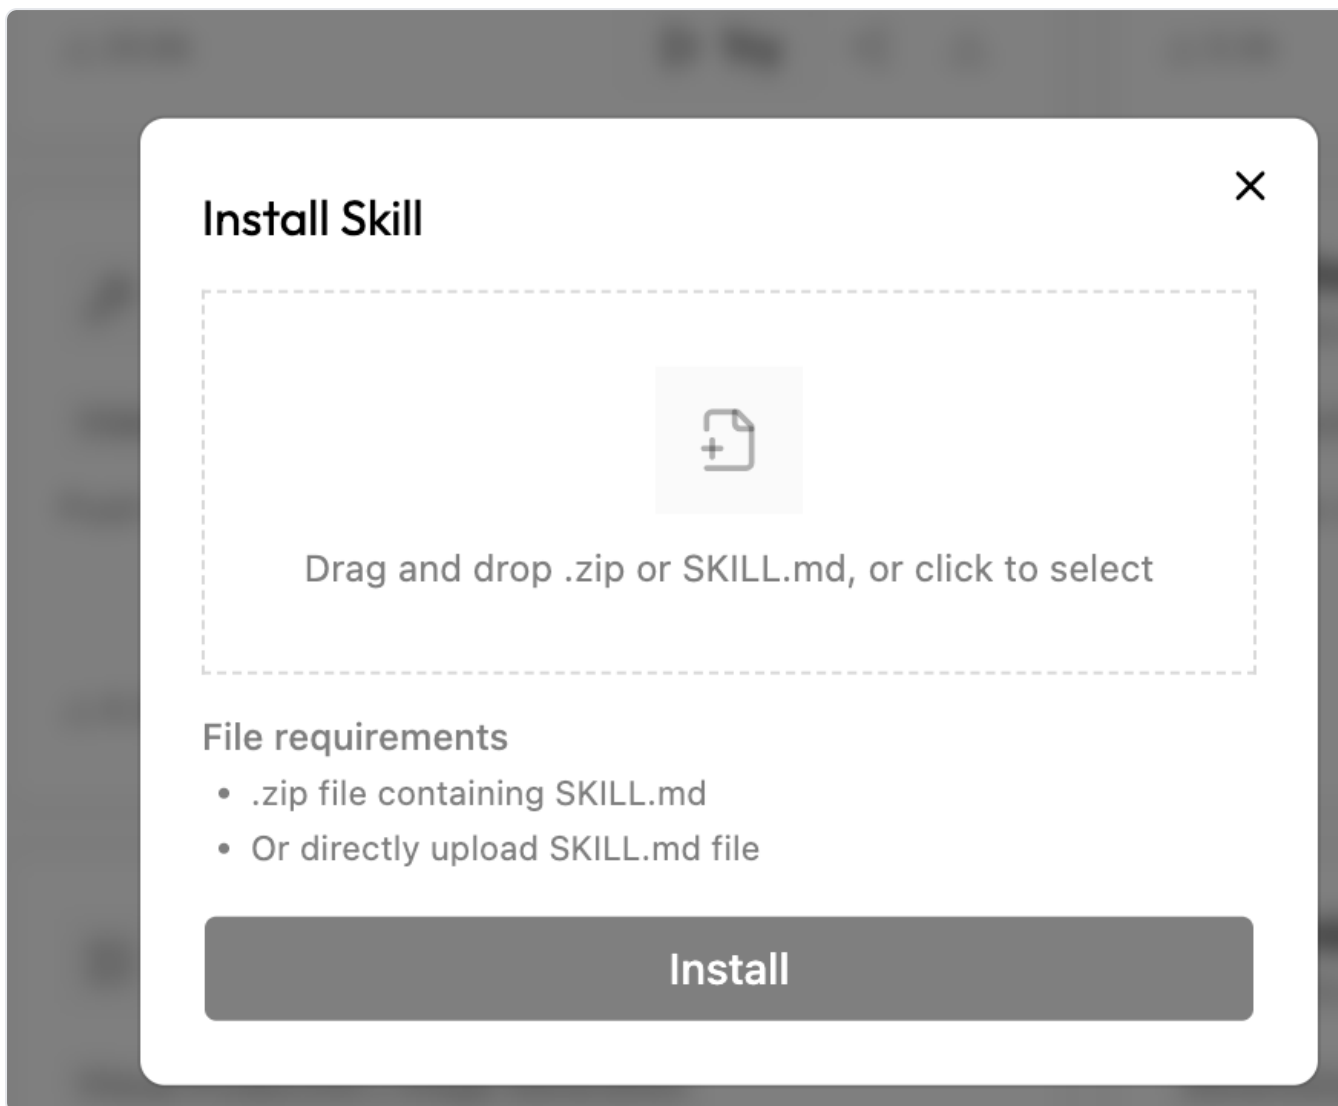 Install Skill
Drag and drop .zip or SKILL.md, or click to select
File requirements
• .zip file containing SKILL.md
• Or directly upload SKILL.md file
Install